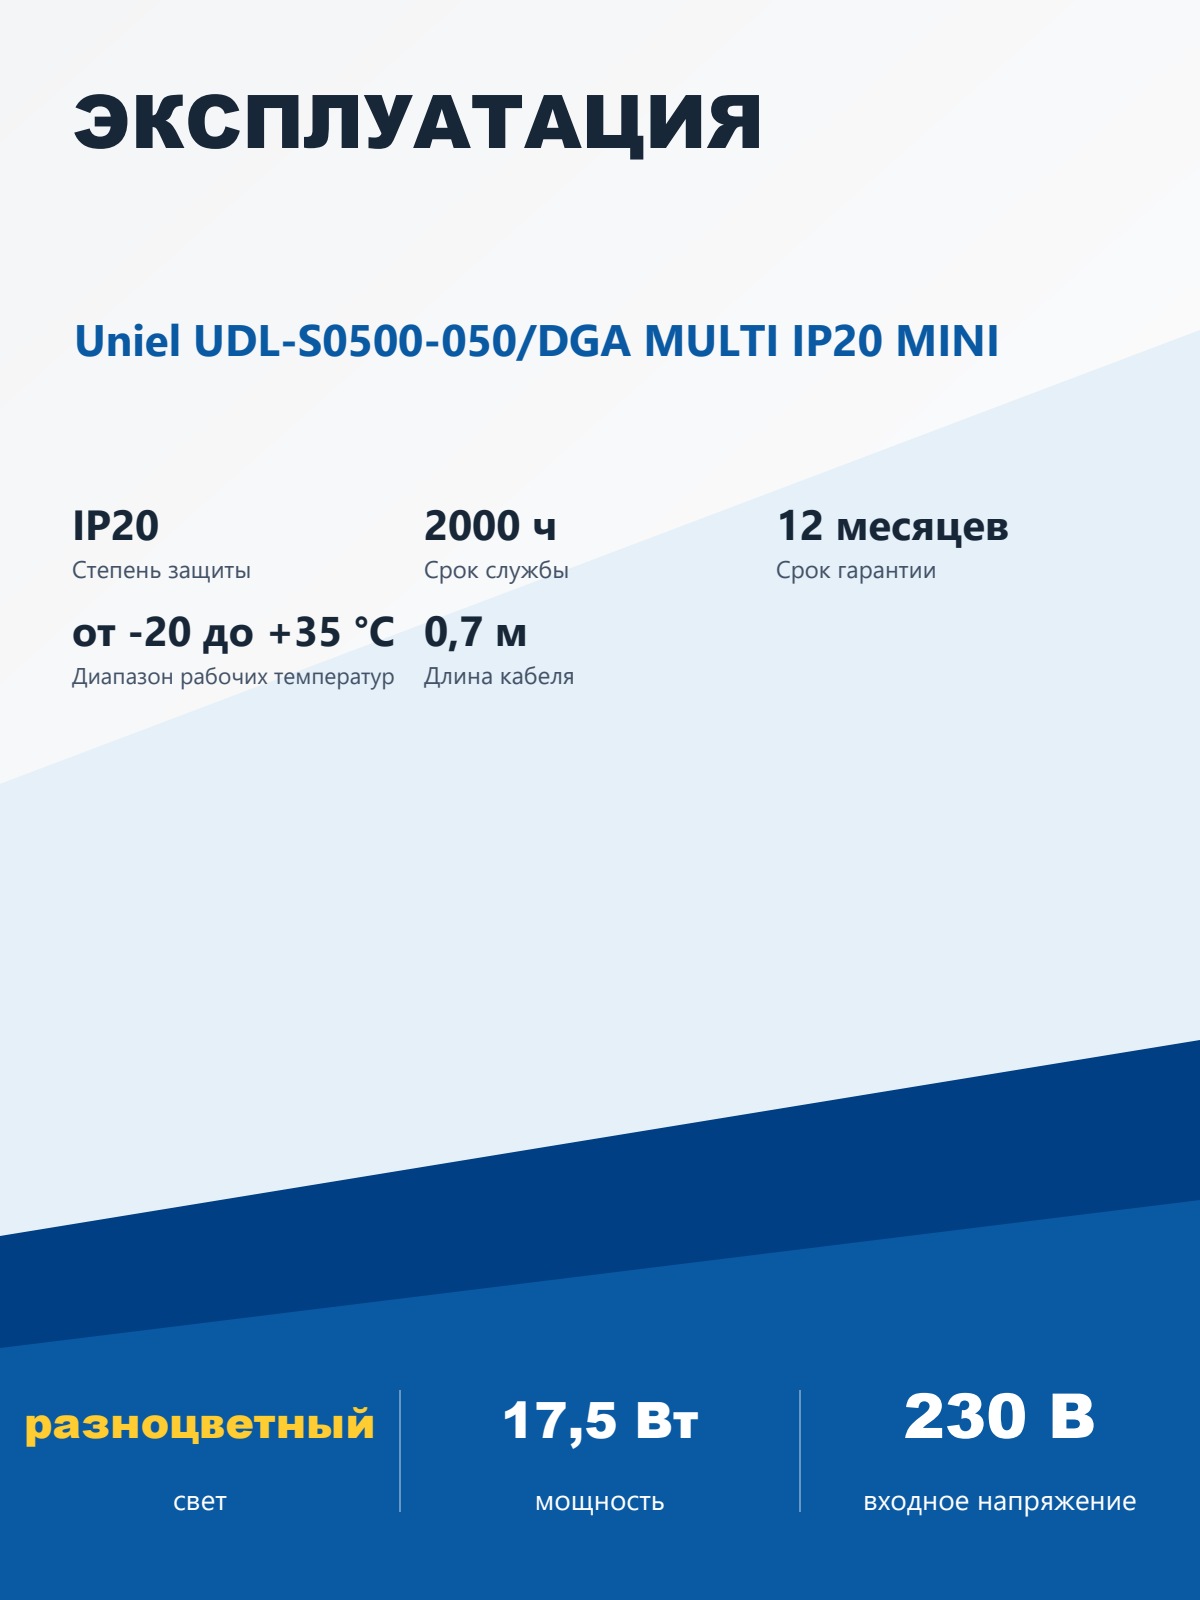 ЭКСПЛУАТАЦИЯ
Uniel UDL-S0500-050/DGA MULTI IP20 MINI
IP20
Степень защиты
2000 ч
Срок службы
12 месяцев
Срок гарантии
от -20 до +35 °C
Диапазон рабочих температур
0,7 м
Длина кабеля
разноцветный
свет
17,5 Вт
мощность
230 В
входное напряжение